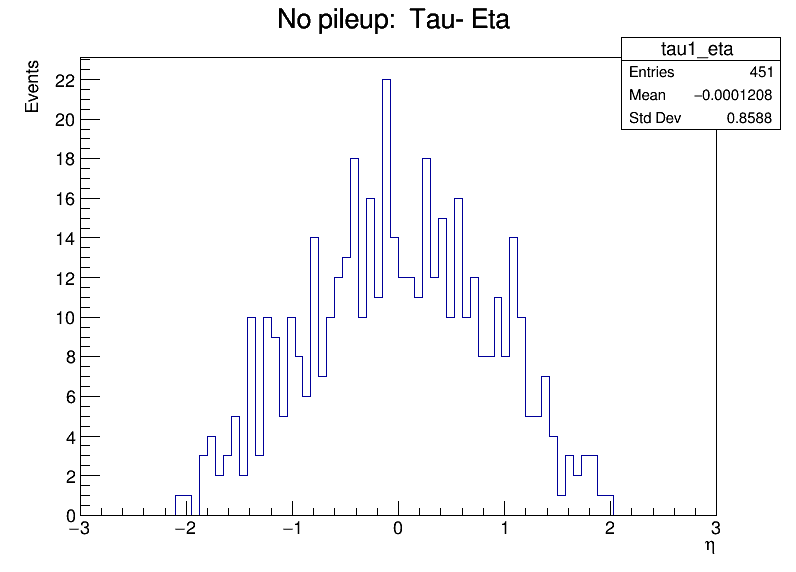 No pileup: Tau- Eta
tau1_eta
Entries 451
Mean −0.0001208
Std Dev 0.8588
Events
22
20
18
16
14
12
10
8
6
4
2
0
−3 −2 −1 0 1 2 3
η